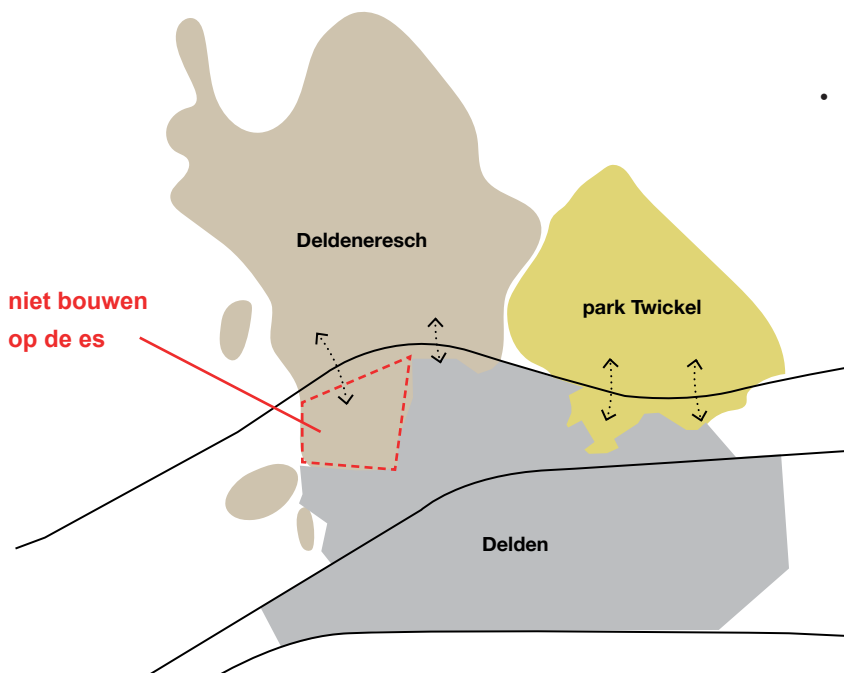 Deldeneresch
niet bouwen
op de es
park Twickel
Delden